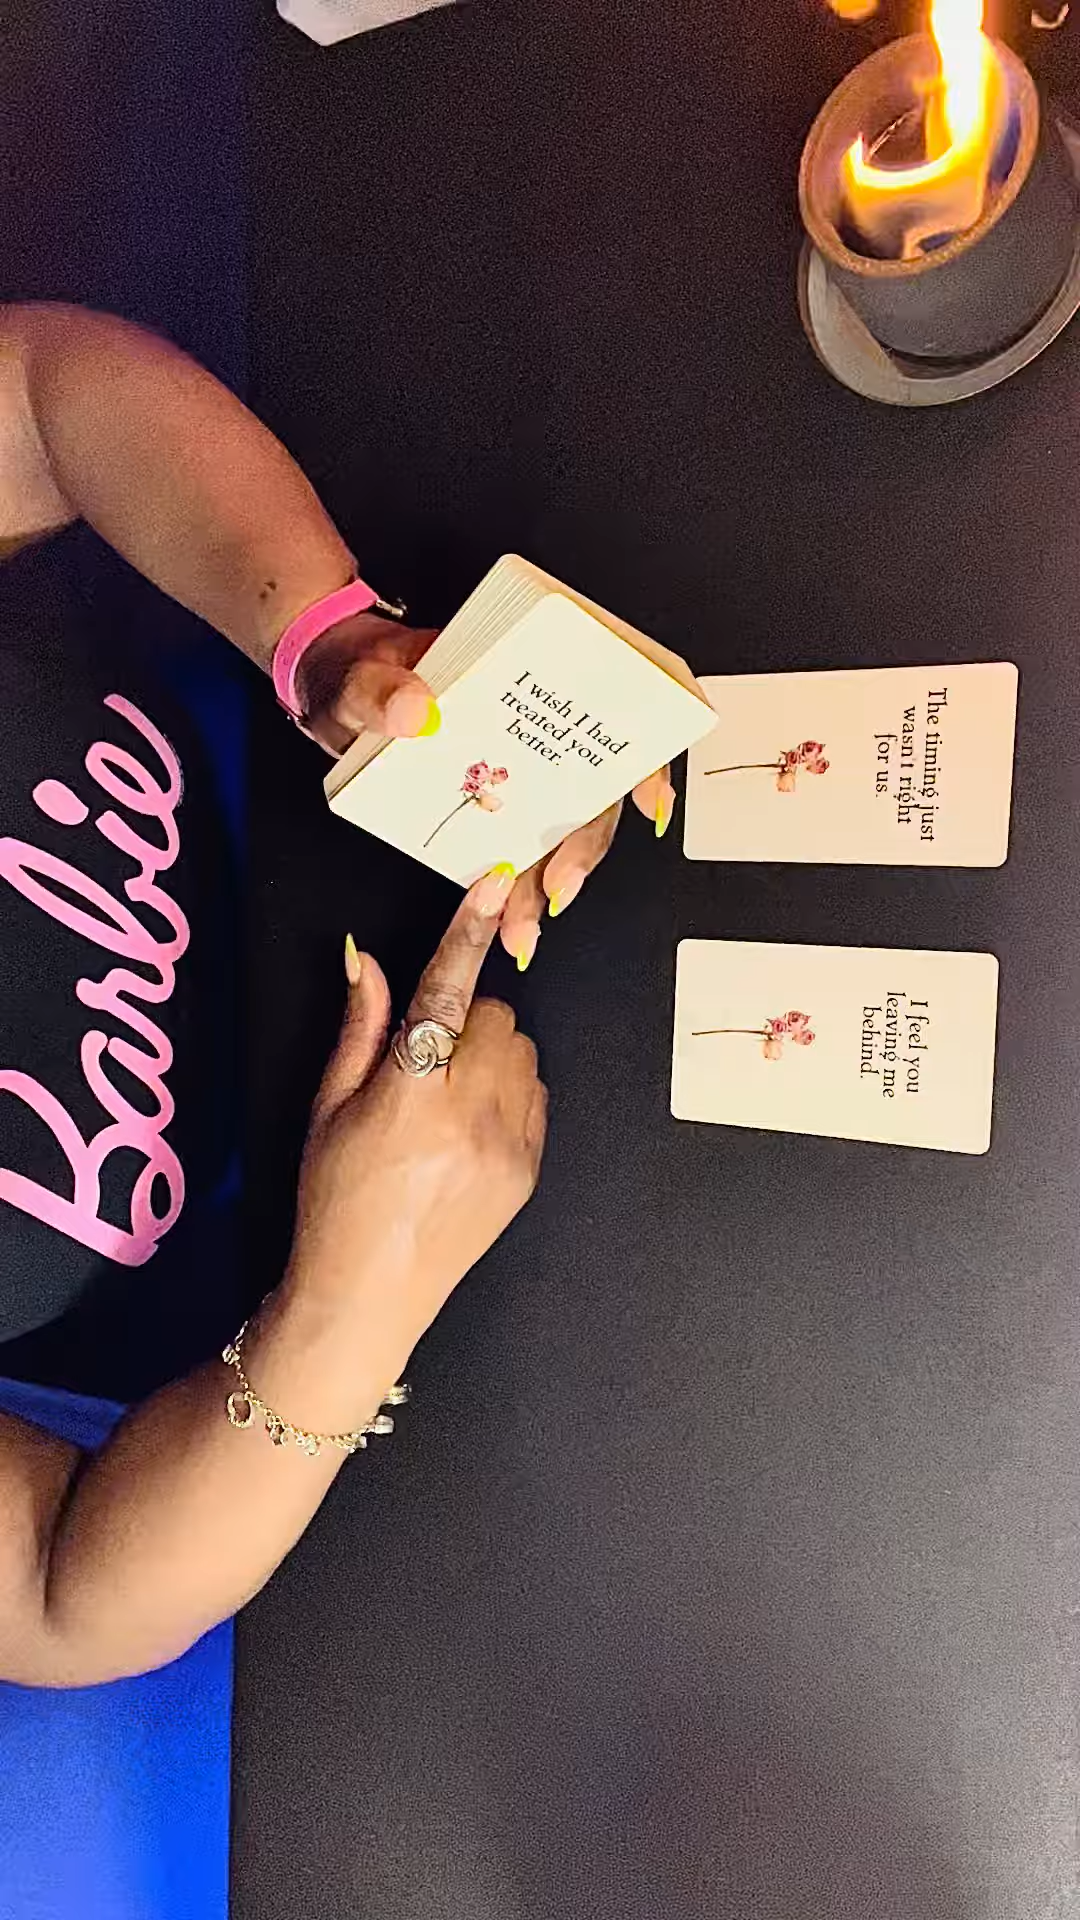 I wish I had
treated you
better.
The timing just
wasn't right
for us.
I feel you
leaving me
behind.
Barbie